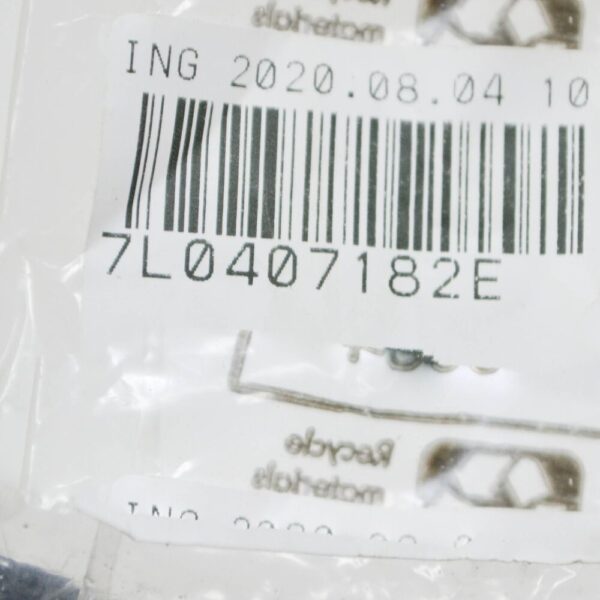 ING 2020.08.04 10
7L0407182E
Recycle
materials